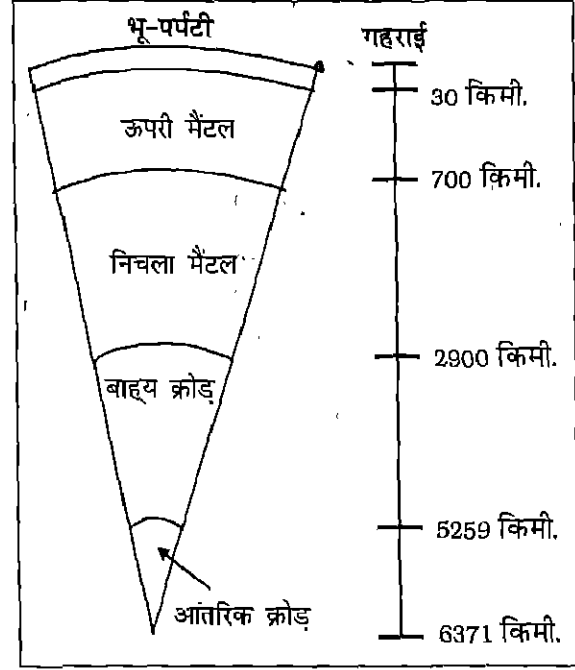 भू-पर्पटी
गहराई
30 किमी.
ऊपरी मैंटल
700 किमी.
निचला मैंटल
2900 किमी.
बाह्य क्रोड़
5259 किमी.
आंतरिक क्रोड़
6371 किमी.